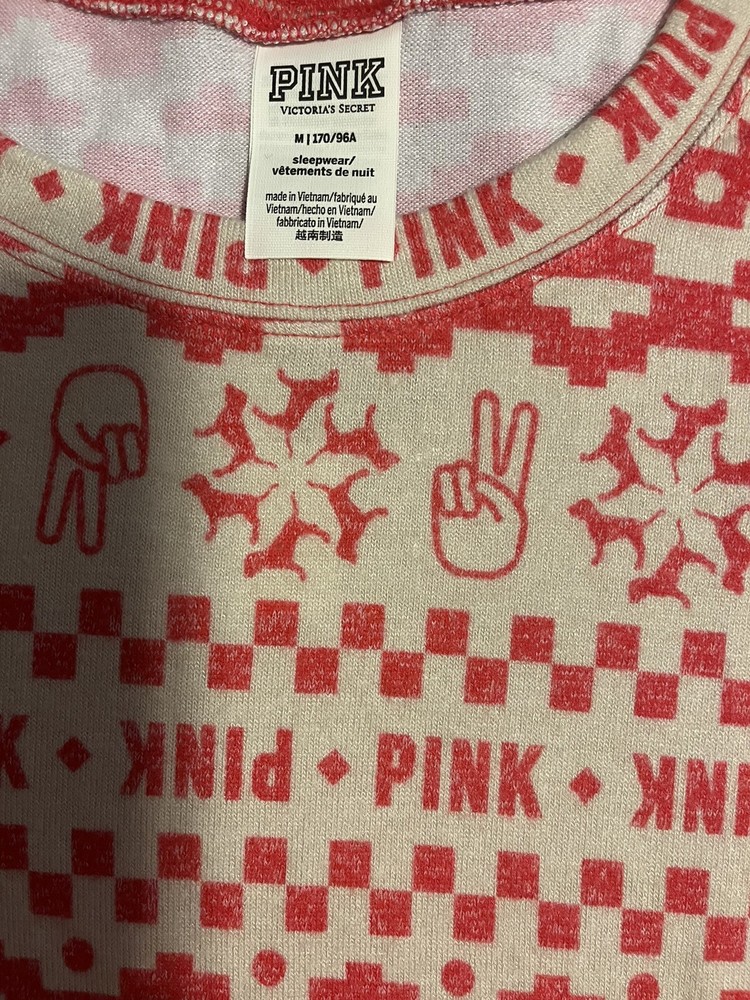 PINK
VICTORIA'S SECRET
M | 170/96A
sleepwear/
vêtements de nuit
made in Vietnam/fabriqué au
Vietnam/hecho en Vietnam/
fabbricato in Vietnam/
越南制造
PINK PINK PINK PINK
PINK ◆ PINK